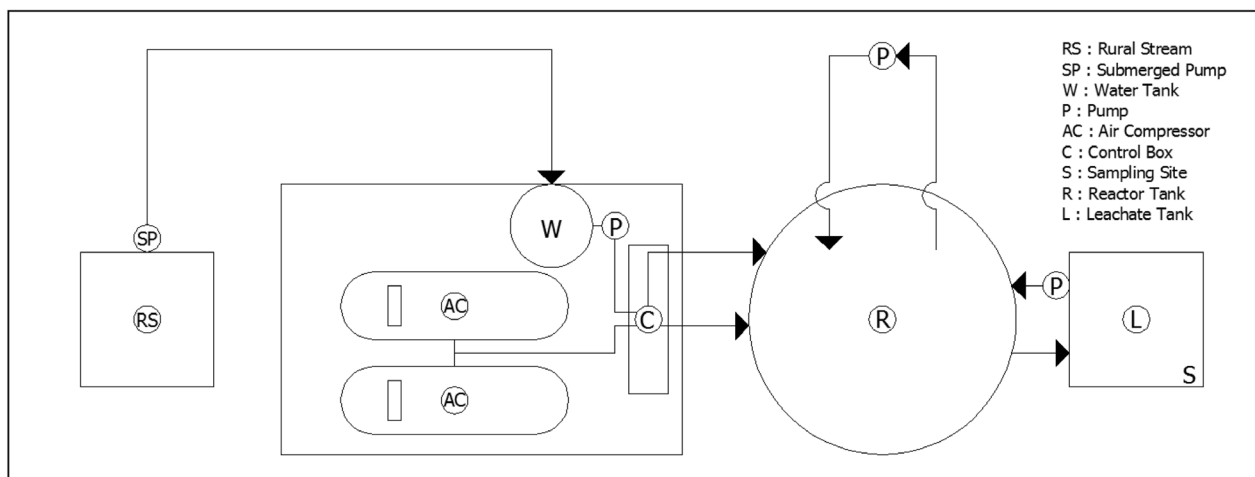 P
RS : Rural Stream
SP : Submerged Pump
W : Water Tank
P : Pump
AC : Air Compressor
C : Control Box
S : Sampling Site
R : Reactor Tank
L : Leachate Tank
SP
W
P
RS
AC
AC
C
R
P
L
S